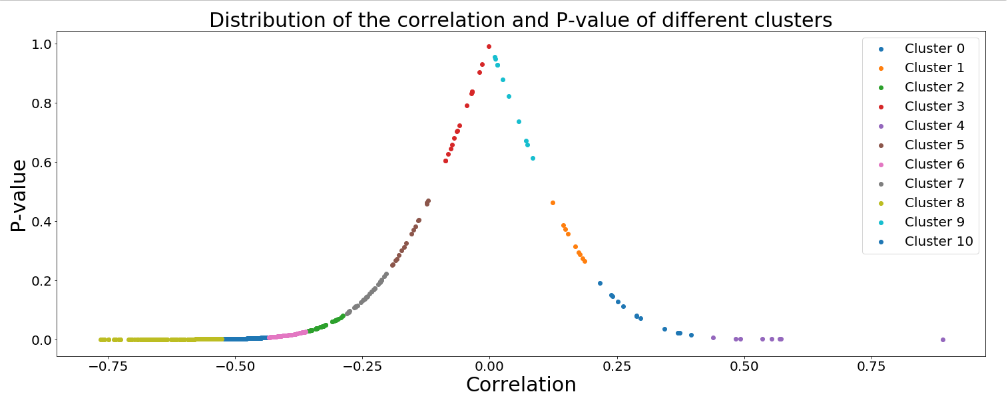 Distribution of the correlation and P-value of different clusters
P-value
1.0
0.8
0.6
0.4
0.2
0.0
Cluster 0
Cluster 1
Cluster 2
Cluster 3
Cluster 4
Cluster 5
Cluster 6
Cluster 7
Cluster 8
Cluster 9
Cluster 10
−0.75 −0.50 −0.25 0.00 0.25 0.50 0.75
Correlation